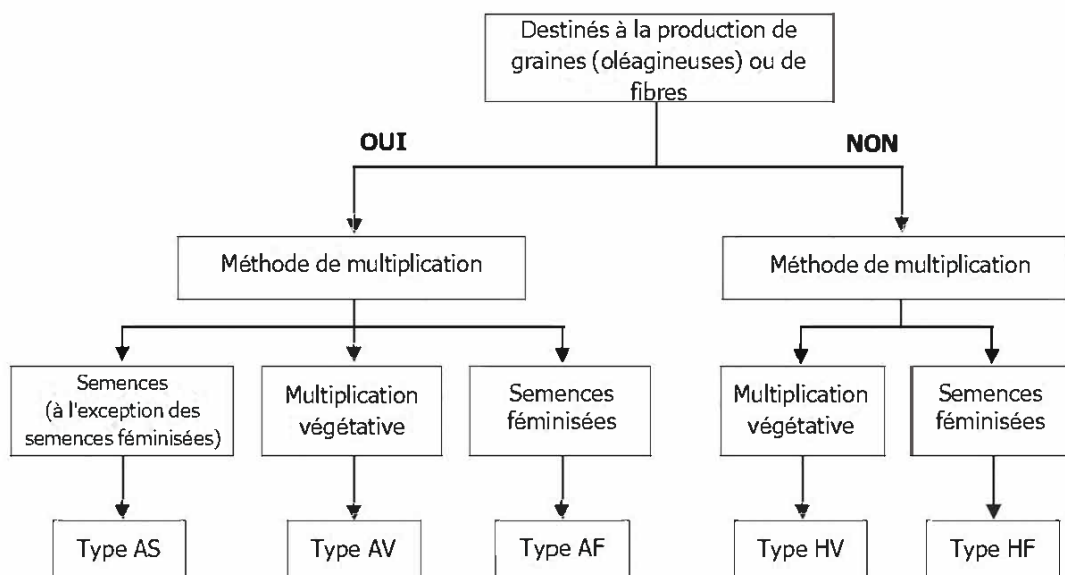 Destinés à la production de
graines (oléagineuses) ou de
fibres
OUI
NON
Méthode de multiplication
Méthode de multiplication
Semences
(à l'exception des
semences féminisées)
Multiplication
végétative
Semences
féminisées
Multiplication
végétative
Semences
féminisées
Type AS
Type AV
Type AF
Type HV
Type HF